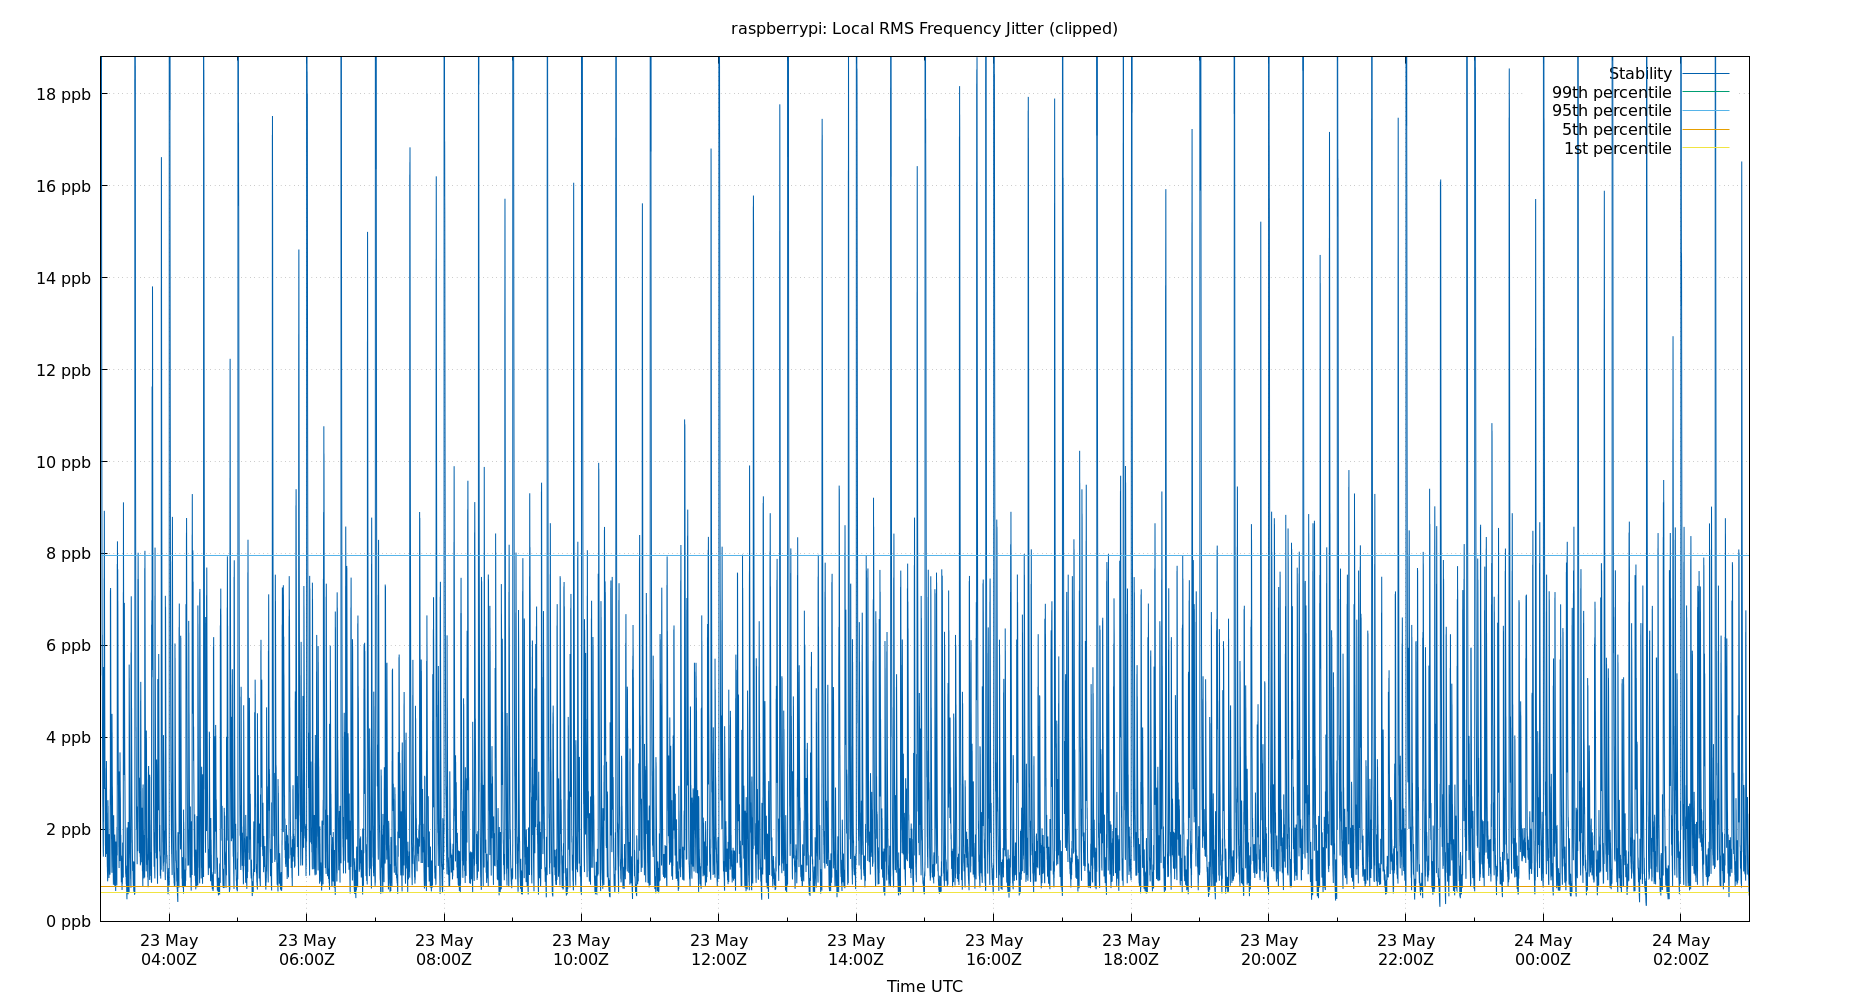 raspberrypi: Local RMS Frequency Jitter (clipped)
Stability
99th percentile
95th percentile
5th percentile
1st percentile
18 ppb
16 ppb
14 ppb
12 ppb
10 ppb
8 ppb
6 ppb
4 ppb
2 ppb
0 ppb
23 May 23 May 23 May 23 May 23 May 23 May 23 May 23 May 23 May 23 May 24 May 24 May
04:00Z 06:00Z 08:00Z 10:00Z 12:00Z 14:00Z 16:00Z 18:00Z 20:00Z 22:00Z 00:00Z 02:00Z
Time UTC